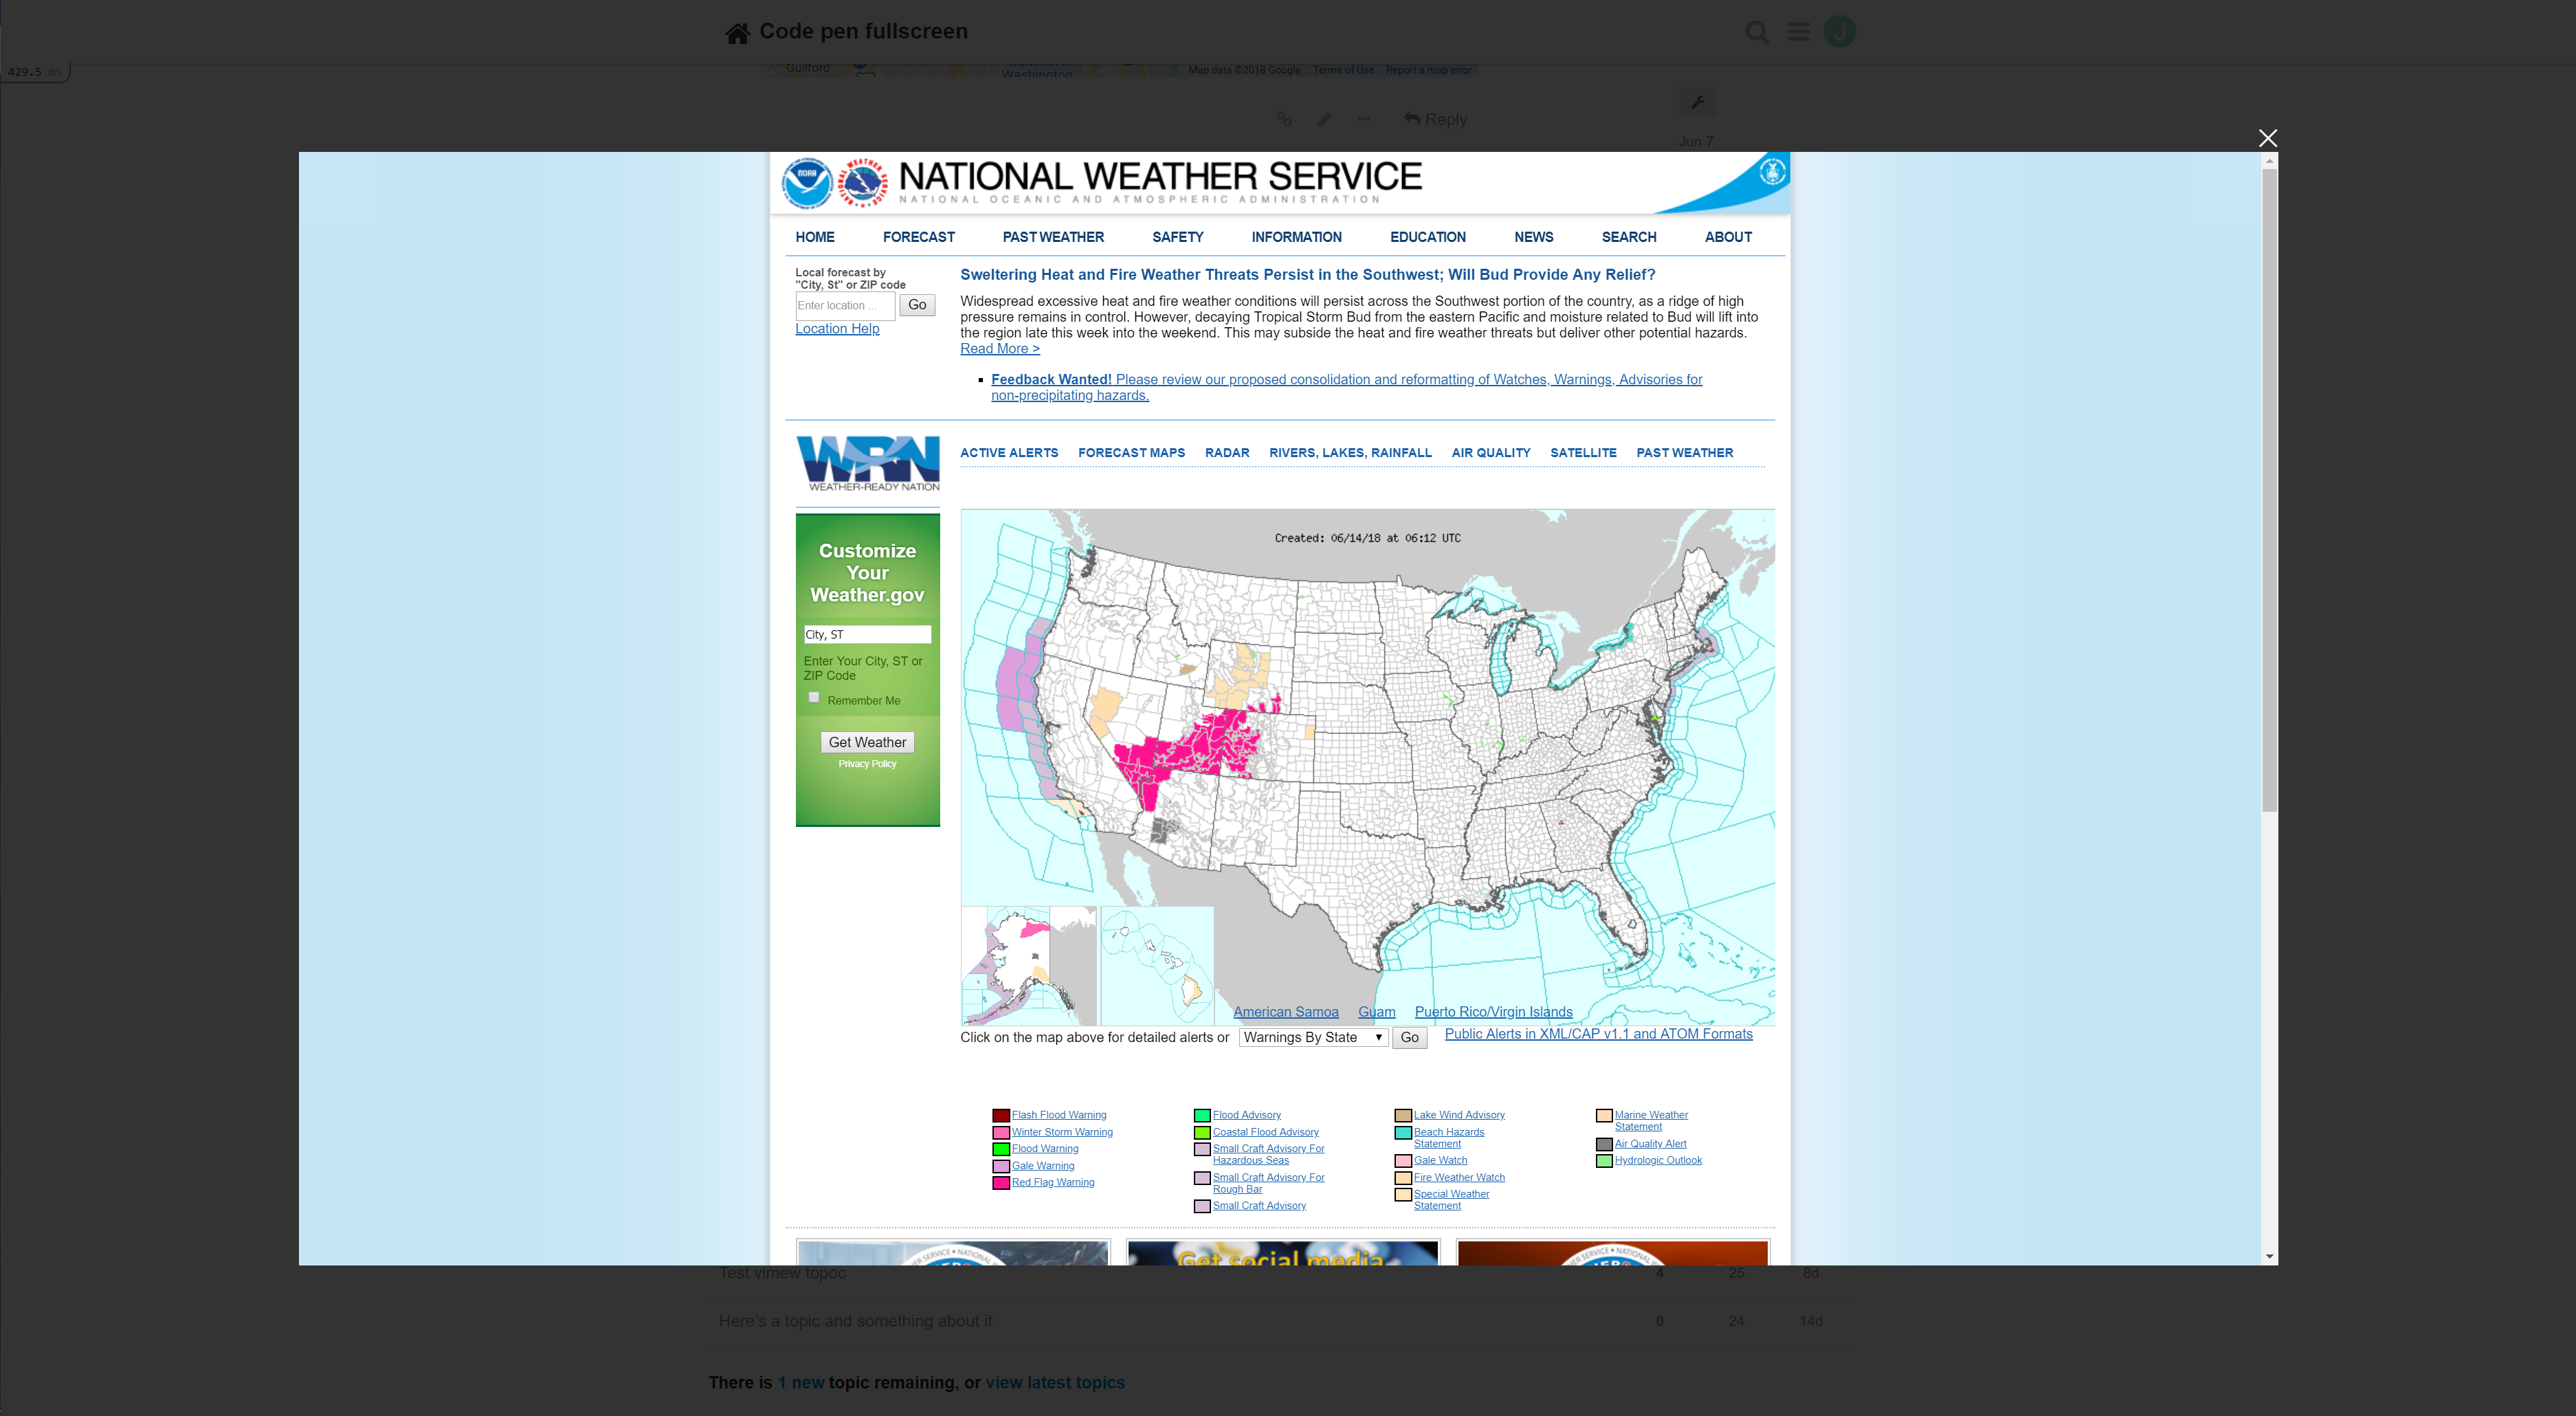 Code pen fullscreen
J
429.5 ms
Guilford
Washington
Map data ©2018 Google
Terms of Use
Report a map error
Reply
Jun 7
NOAA
NATIONAL WEATHER SERVICE
NATIONAL OCEANIC AND ATMOSPHERIC ADMINISTRATION
HOME FORECAST PAST WEATHER SAFETY INFORMATION EDUCATION NEWS SEARCH ABOUT
Local forecast by
"City, St" or ZIP code
Enter location ...
Go
Location Help
Sweltering Heat and Fire Weather Threats Persist in the Southwest; Will Bud Provide Any Relief?
Widespread excessive heat and fire weather conditions will persist across the Southwest portion of the country, as a ridge of high
pressure remains in control. However, decaying Tropical Storm Bud from the eastern Pacific and moisture related to Bud will lift into
the region late this week into the weekend. This may subside the heat and fire weather threats but deliver other potential hazards.
Read More >
Feedback Wanted! Please review our proposed consolidation and reformatting of Watches, Warnings, Advisories for
non-precipitating hazards.
WRN
WEATHER-READY NATION
ACTIVE ALERTS FORECAST MAPS RADAR RIVERS, LAKES, RAINFALL AIR QUALITY SATELLITE PAST WEATHER
Customize
Your
Weather.gov
City, ST
Enter Your City, ST or
ZIP Code
Remember Me
Get Weather
Privacy Policy
Created: 06/14/18 at 06:12 UTC
American Samoa Guam Puerto Rico/Virgin Islands
Click on the map above for detailed alerts or Warnings By State Go
Public Alerts in XML/CAP v1.1 and ATOM Formats
Flash Flood Warning
Winter Storm Warning
Flood Warning
Gale Warning
Red Flag Warning
Flood Advisory
Coastal Flood Advisory
Small Craft Advisory For
Hazardous Seas
Small Craft Advisory For
Rough Bar
Small Craft Advisory
Lake Wind Advisory
Beach Hazards
Statement
Gale Watch
Fire Weather Watch
Special Weather
Statement
Marine Weather
Statement
Air Quality Alert
Hydrologic Outlook
Get social media
Test vimew topoc 4 25 8d
Here's a topic and something about it 0 24 14d
There is 1 new topic remaining, or view latest topics